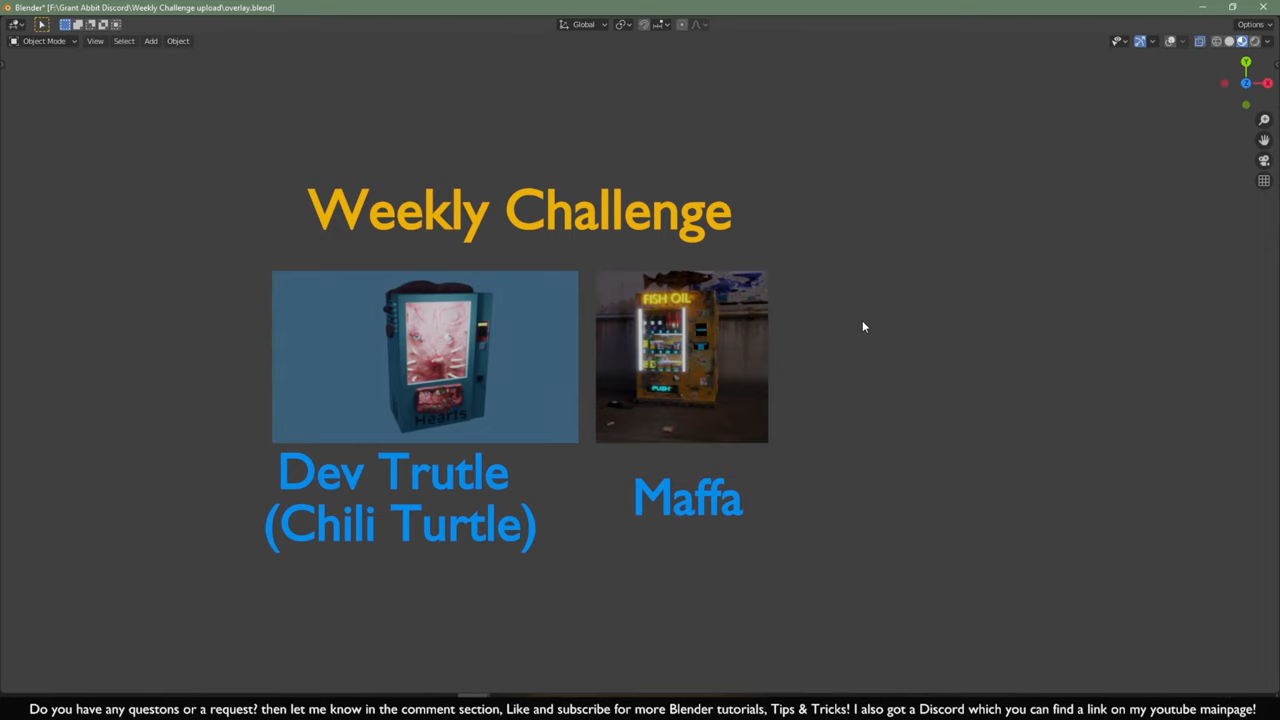 Blender* [F:\Grant Abbit Discord\Weekly Challenge upload\overlay.blend]
Global
Options
Object Mode
View
Select
Add
Object
Y
Z
X
Weekly Challenge
FISH OIL
PUSH
Hearts
Dev Trutle
(Chili Turtle)
Maffa
Do you have any questons or a request? then let me know in the comment section, Like and subscribe for more Blender tutorials, Tips & Tricks! I also got a Discord which you can find a link on my youtube mainpage!